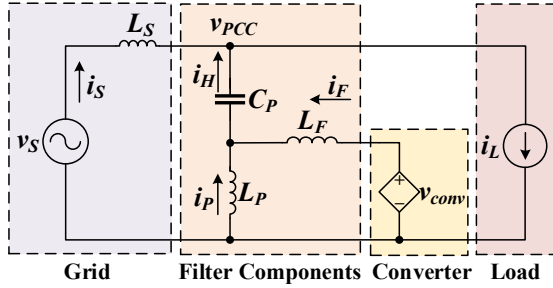 L_S
v_PCC
i_S
i_H
C_P
i_F
L_F
v_S
i_L
i_P
L_P
+
−
v_conv
Grid
Filter Components
Converter
Load